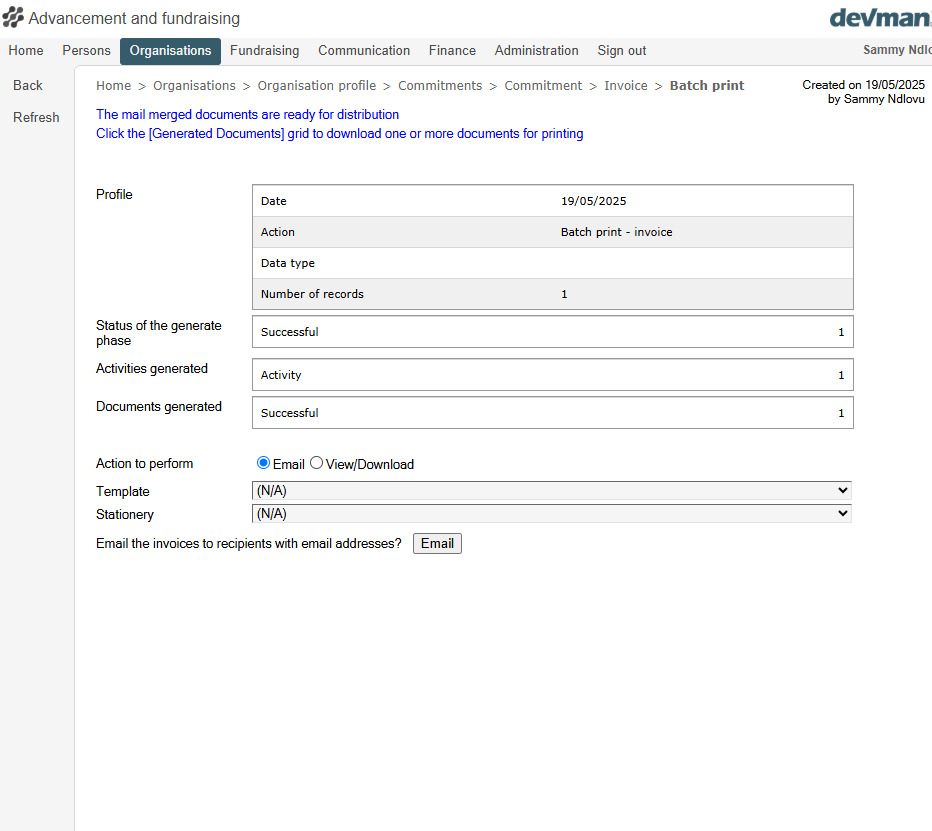 Advancement and fundraising
devman
Home Persons Organisations Fundraising Communication Finance Administration Sign out
Back
Refresh
Home > Organisations > Organisation profile > Commitments > Commitment > Invoice > Batch print
Created on 19/05/2025
by Sammy Ndlovu
The mail merged documents are ready for distribution
Click the [Generated Documents] grid to download one or more documents for printing
Profile
Date 19/05/2025
Action Batch print - invoice
Data type
Number of records 1
Status of the generate
phase
Successful 1
Activities generated
Activity 1
Documents generated
Successful 1
Action to perform
Email View/Download
Template
(N/A)
Stationery
(N/A)
Email the invoices to recipients with email addresses? Email